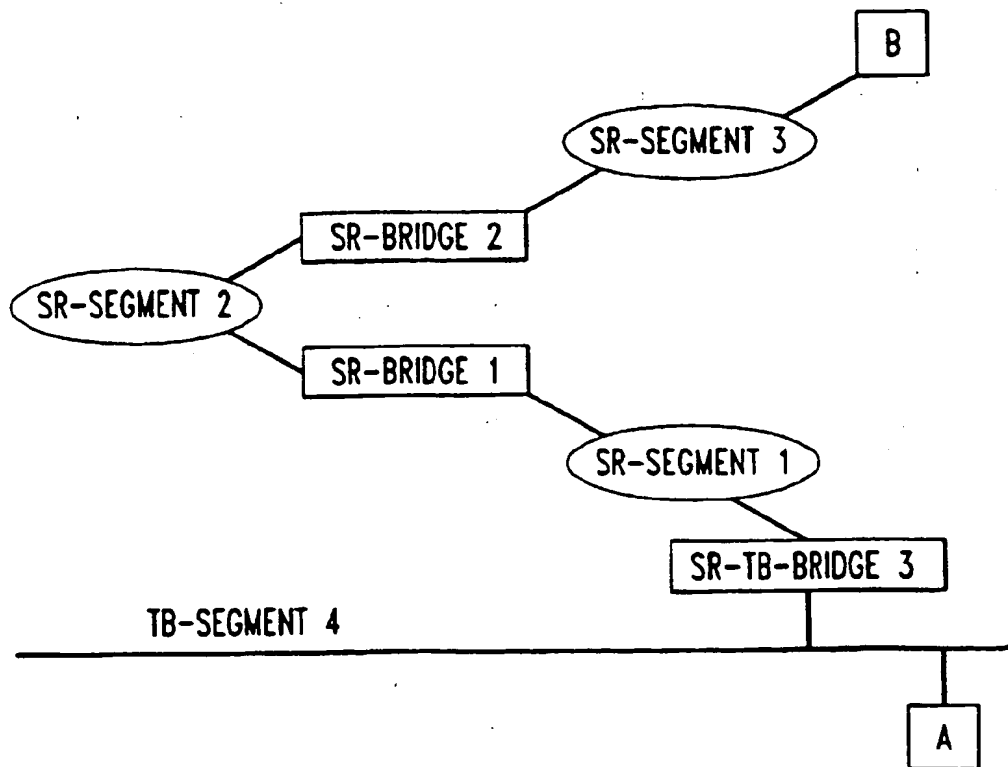 B
SR-SEGMENT 3
SR-BRIDGE 2
SR-SEGMENT 2
SR-BRIDGE 1
SR-SEGMENT 1
SR-TB-BRIDGE 3
TB-SEGMENT 4
A